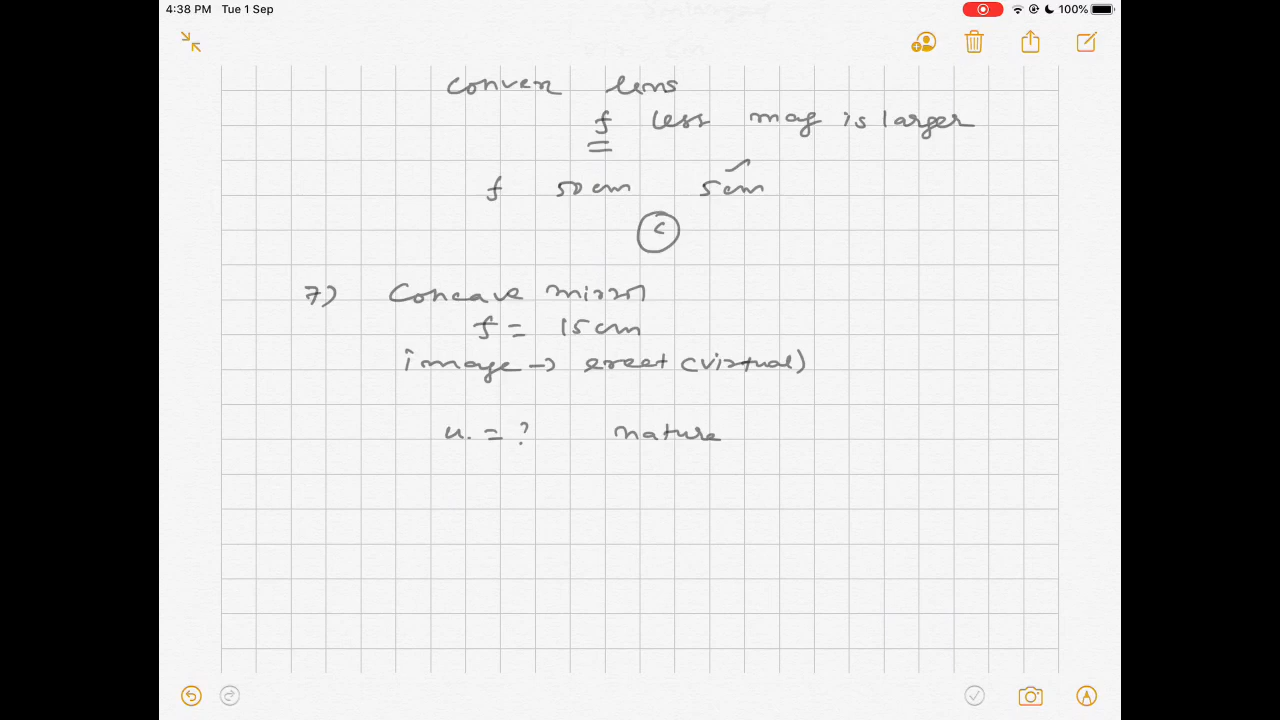 4:38 PM Tue 1 Sep 100%
Convex lens
f less mag is larger
f 50 cm 5 cm
c
7) Concave mirror
f = 15 cm
image → erect (virtual)
u. = ? nature